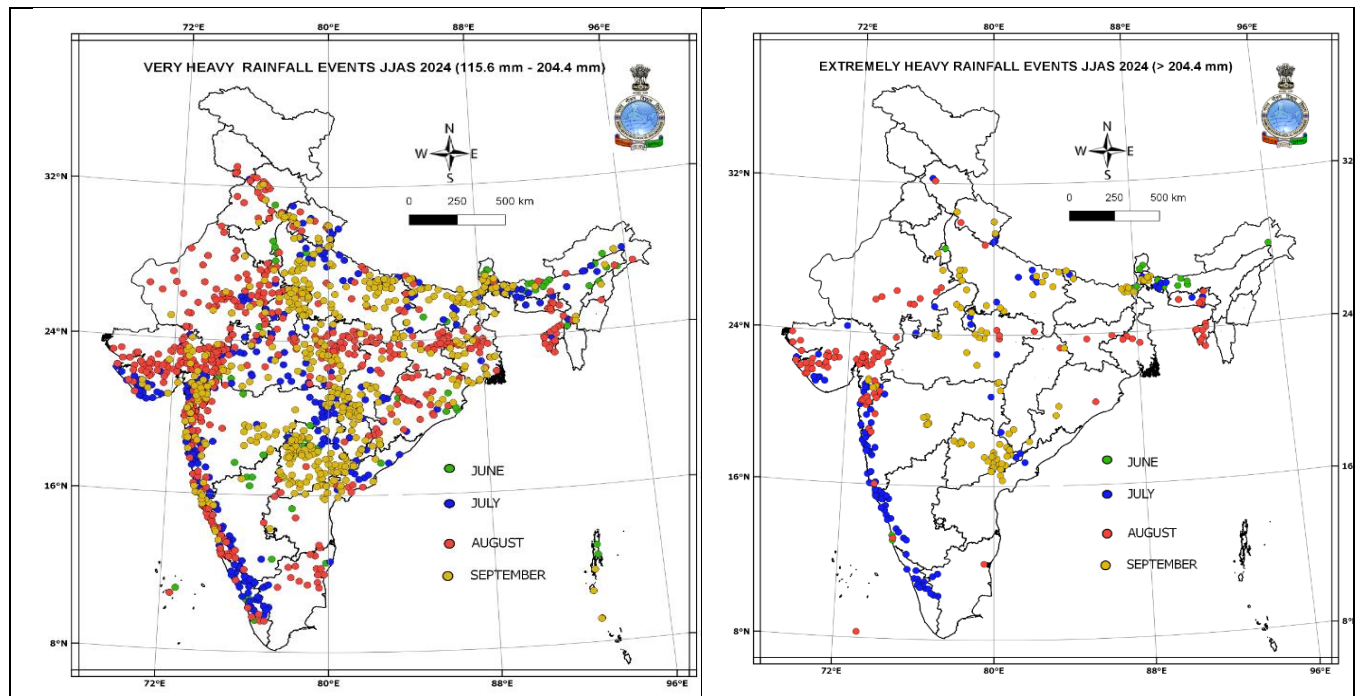 72°E 80°E 88°E 96°E
VERY HEAVY RAINFALL EVENTS JJAS 2024 (115.6 mm - 204.4 mm)
N
W E
S
0 250 500 km
32°N
24°N
16°N
8°N
JUNE
JULY
AUGUST
SEPTEMBER
72°E 80°E 88°E
72°E 80°E 88°E 96°E
EXTREMELY HEAVY RAINFALL EVENTS JJAS 2024 (> 204.4 mm)
N
W E
S
0 250 500 km
32°N 32°
24°N 24°
16°N 16°
8°N 8°N
JUNE
JULY
AUGUST
SEPTEMBER
72°E 80°E 88°E